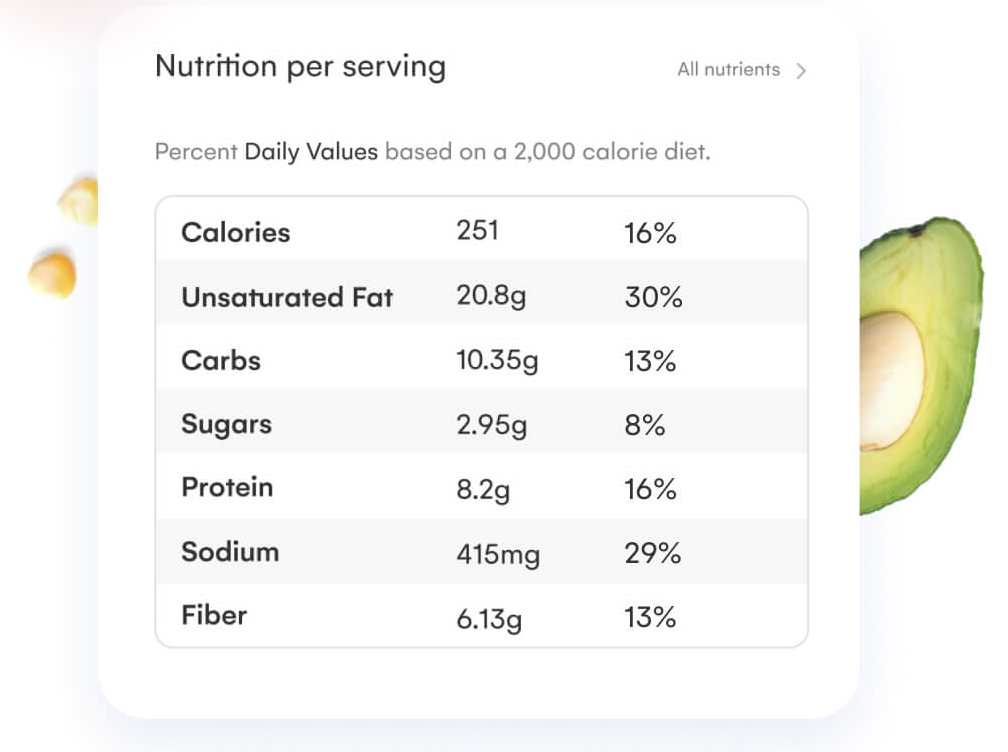 Nutrition per serving
All nutrients
Percent Daily Values based on a 2,000 calorie diet.
Calories 251 16%
Unsaturated Fat 20.8g 30%
Carbs 10.35g 13%
Sugars 2.95g 8%
Protein 8.2g 16%
Sodium 415mg 29%
Fiber 6.13g 13%